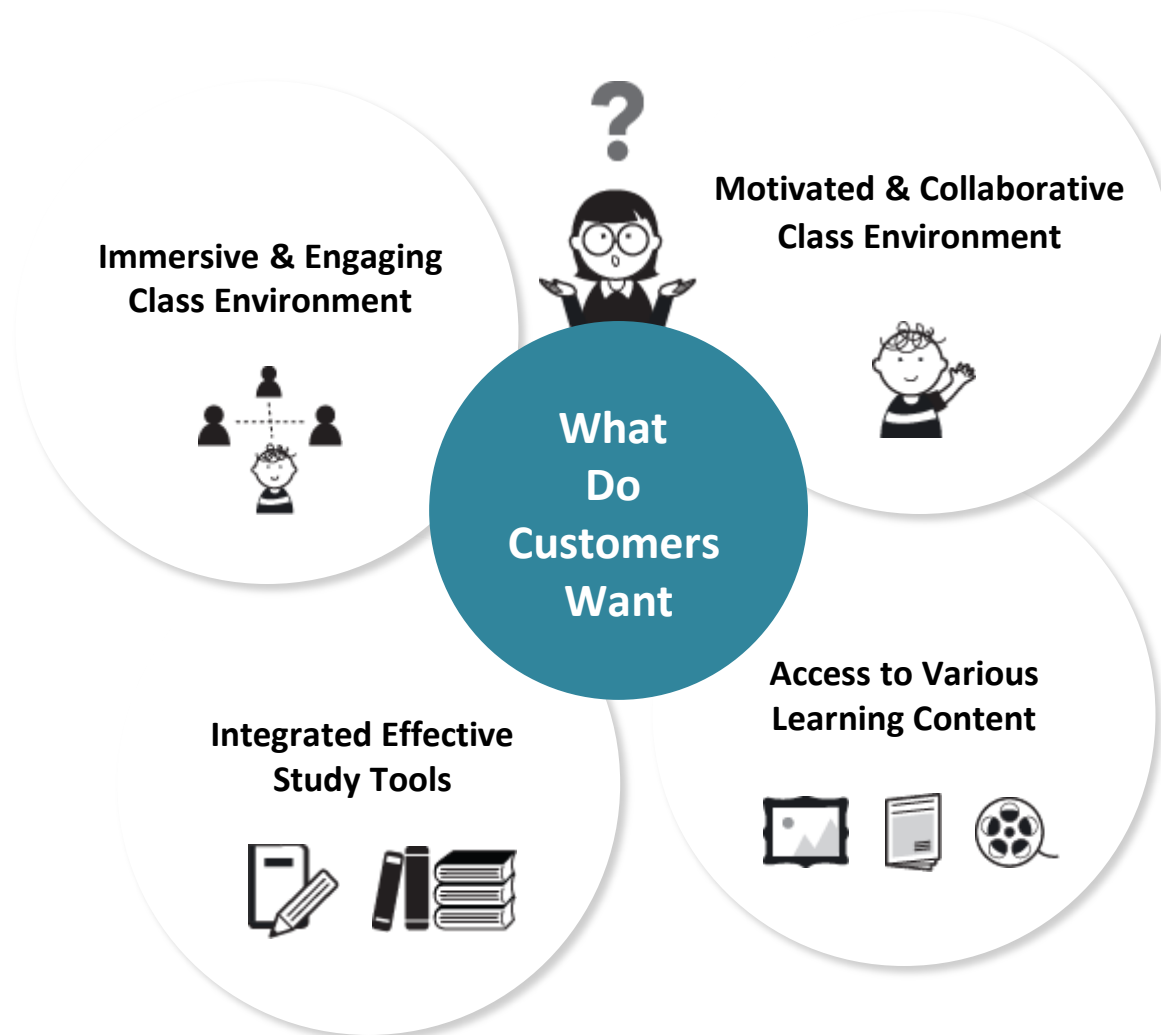 ?
Motivated & Collaborative
Class Environment
Immersive & Engaging
Class Environment
What
Do
Customers
Want
Access to Various
Learning Content
Integrated Effective
Study Tools